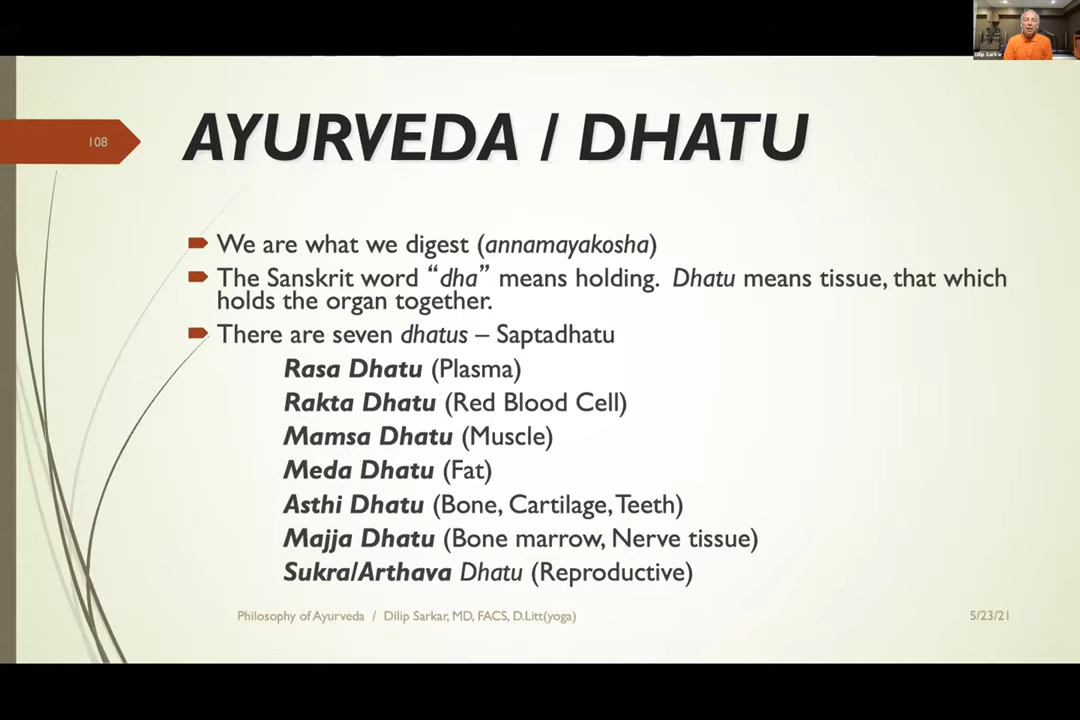 Dilip Sarkar
108
AYURVEDA / DHATU
We are what we digest (annamayakosha)
The Sanskrit word “dha” means holding. Dhatu means tissue, that which
holds the organ together.
There are seven dhatus – Saptadhatu
Rasa Dhatu (Plasma)
Rakta Dhatu (Red Blood Cell)
Mamsa Dhatu (Muscle)
Meda Dhatu (Fat)
Asthi Dhatu (Bone, Cartilage, Teeth)
Majja Dhatu (Bone marrow, Nerve tissue)
Sukra/Arthava Dhatu (Reproductive)
Philosophy of Ayurveda / Dilip Sarkar, MD, FACS, D.Litt(yoga)
5/23/21